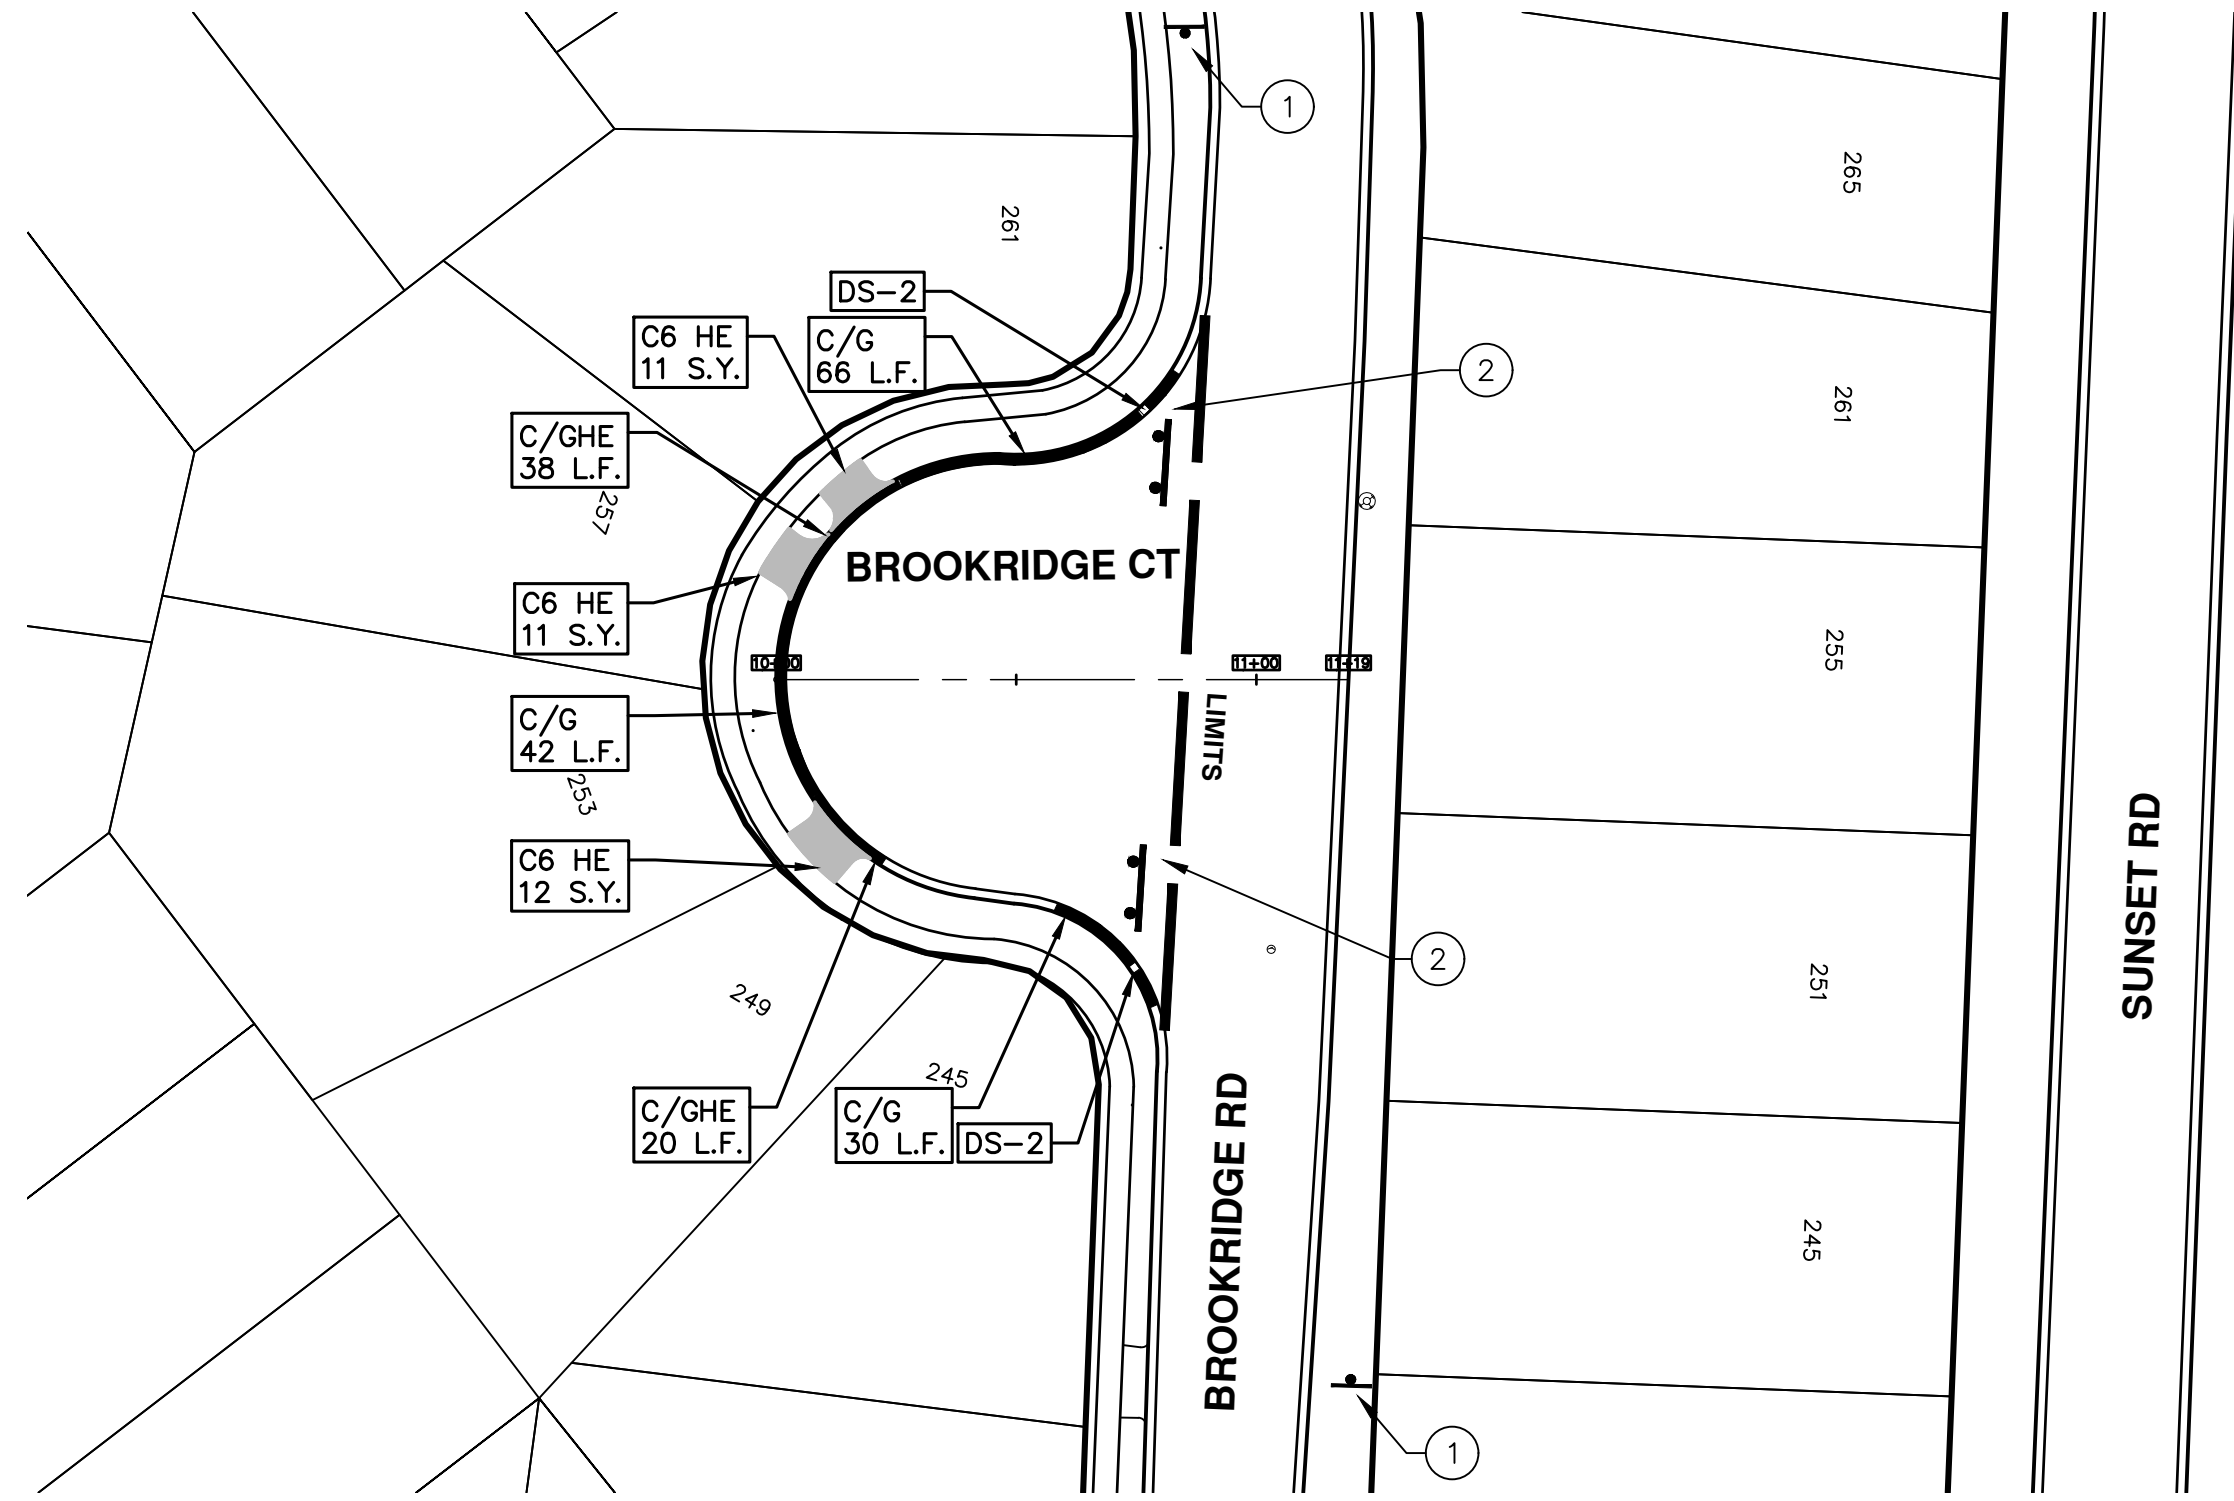 1
265
261
DS-2
C6 HE
11 S.Y.
C/G
66 L.F.
2
261
C/GHE
38 L.F.
257
BROOKRIDGE CT
C6 HE
11 S.Y.
255
10+00
11+00
11+19
LIMITS
C/G
42 L.F.
253
C6 HE
12 S.Y.
SUNSET RD
2
251
249
245
C/GHE
20 L.F.
C/G
30 L.F.
DS-2
BROOKRIDGE RD
245
1